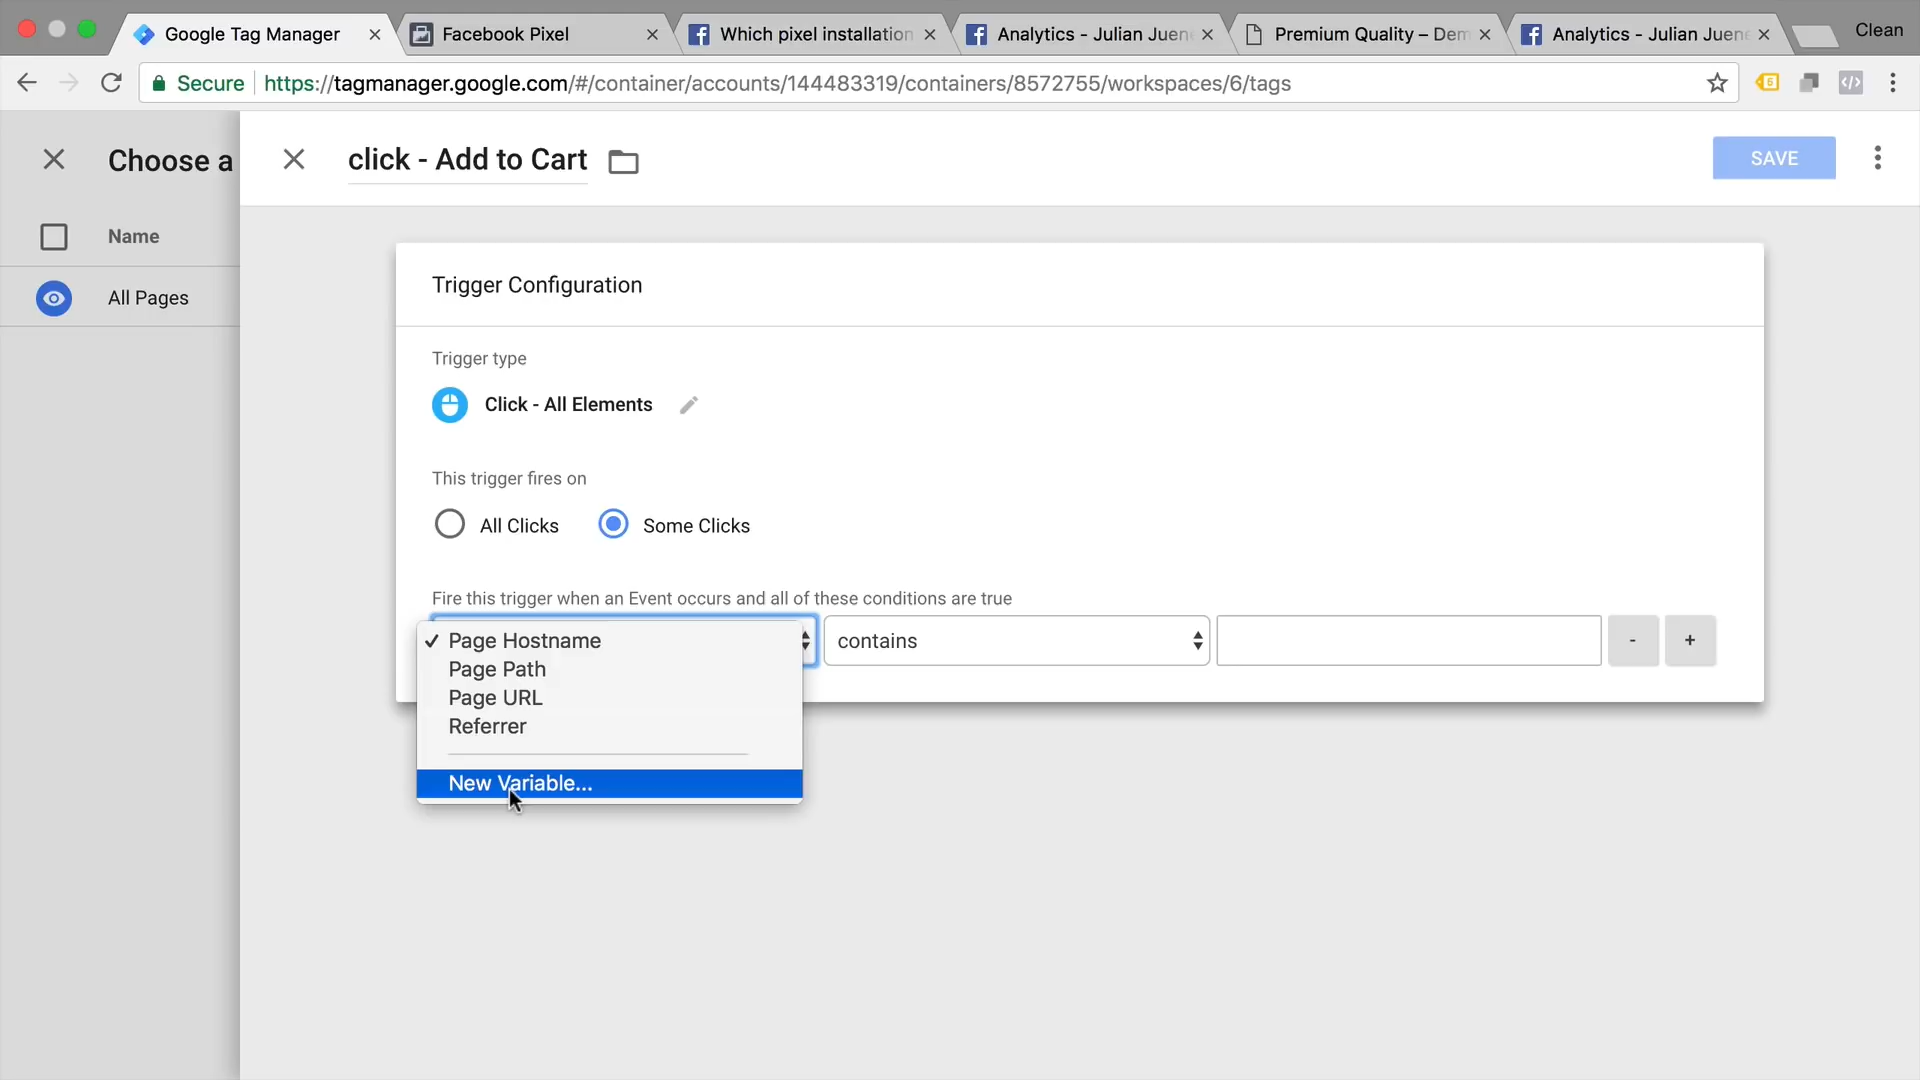 Google Tag Manager
Facebook Pixel
Which pixel installation
Analytics - Julian Juene
Premium Quality – Dem
Analytics - Julian Juene
Clean
Secure
https://tagmanager.google.com/#/container/accounts/144483319/containers/8572755/workspaces/6/tags
6
Choose a
click - Add to Cart
SAVE
Name
All Pages
Trigger Configuration
Trigger type
Click - All Elements
This trigger fires on
All Clicks
Some Clicks
Fire this trigger when an Event occurs and all of these conditions are true
✓ Page Hostname
contains
-
+
Page Path
Page URL
Referrer
New Variable...